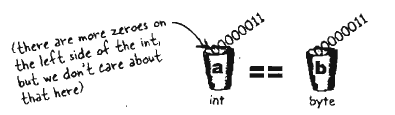 (there are more zeroes on
the left side of the int,
but we don't care about
that here)
00000011
a
int
==
00000011
b
byte